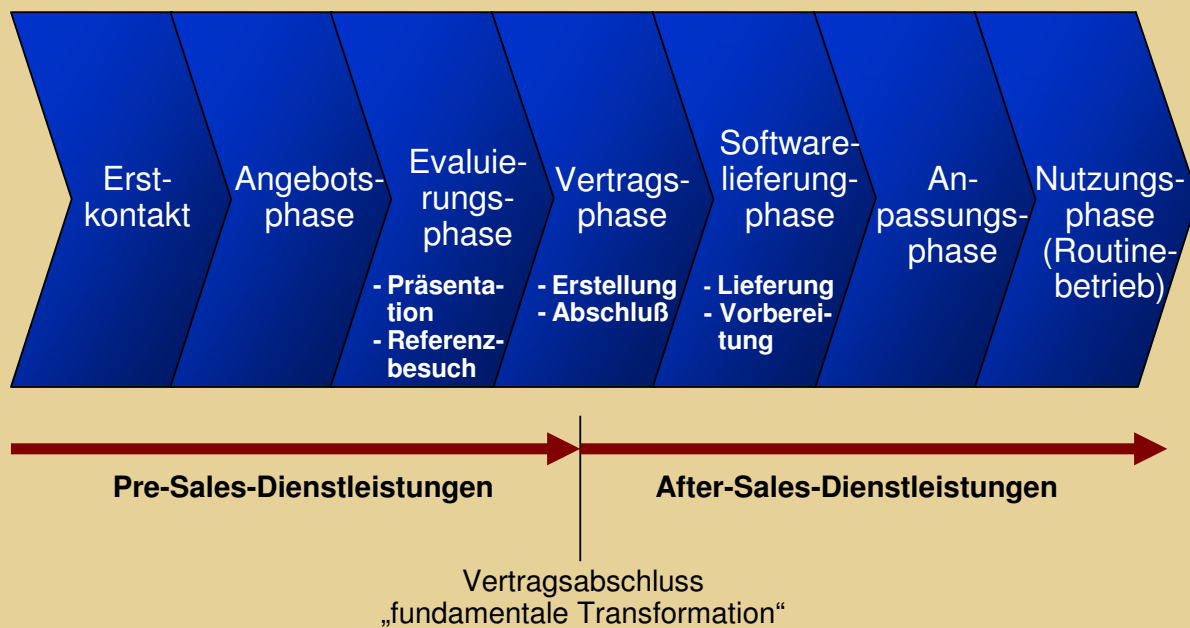 Erst-
kontakt
Angebots-
phase
Evaluie-
rungs-
phase
- Präsenta-
tion
- Referenz-
besuch
Vertrags-
phase
- Erstellung
- Abschluß
Software-
lieferung-
phase
- Lieferung
- Vorberei-
tung
An-
passungs-
phase
Nutzungs-
phase
(Routine-
betrieb)
Pre-Sales-Dienstleistungen
After-Sales-Dienstleistungen
Vertragsabschluss
„fundamentale Transformation“